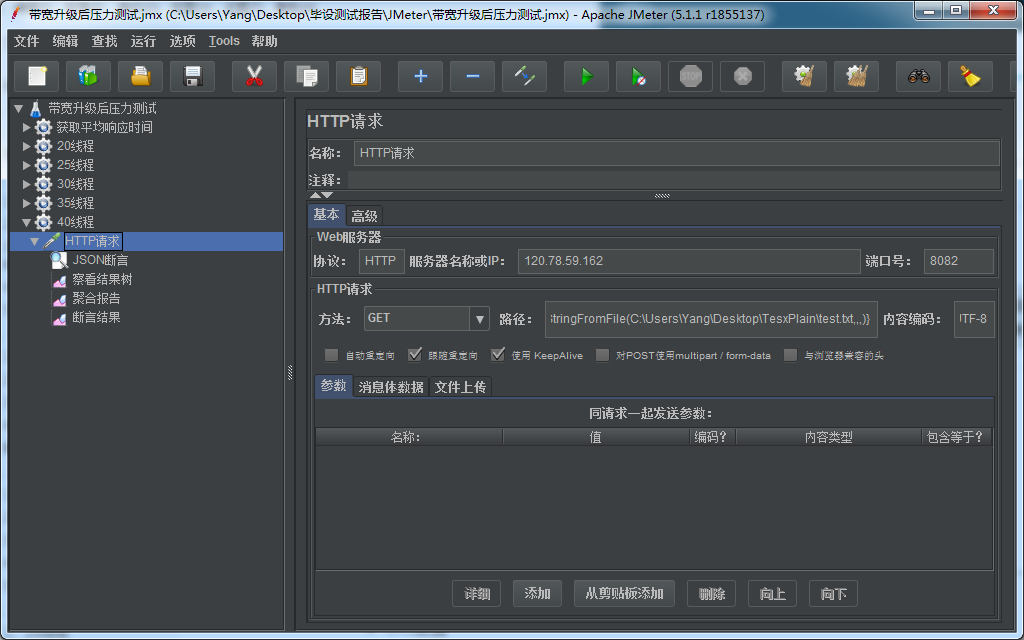 带宽升级后压力测试.jmx (C:\Users\Yang\Desktop\毕设测试报告\JMeter\带宽升级后压力测试.jmx) - Apache JMeter (5.1.1 r1855137)
文件 编辑 查找 运行 选项 Tools 帮助
STOP
带宽升级后压力测试
获取平均响应时间
20线程
25线程
30线程
35线程
40线程
HTTP请求
JSON断言
察看结果树
聚合报告
断言结果
HTTP请求
名称： HTTP请求
注释：
基本 高级
Web服务器
协议： HTTP 服务器名称或IP： 120.78.59.162 端口号： 8082
HTTP请求
方法： GET 路径： StringFromFile(C:\Users\Yang\Desktop\TesxPlain\test.txt,,,)} 内容编码： UTF-8
自动重定向 跟随重定向 使用 KeepAlive 对POST使用multipart / form-data 与浏览器兼容的头
参数 消息体数据 文件上传
同请求一起发送参数：
名称： 值 编码？ 内容类型 包含等于？
详细 添加 从剪贴板添加 删除 向上 向下